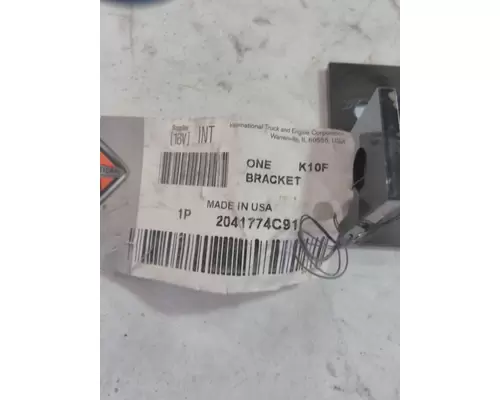 Supplier
[16V] INT
International Truck and Engine Corporation
Warrenville, IL 60555, USA
ONE K10F
BRACKET
MADE IN USA
1P 2041774C91